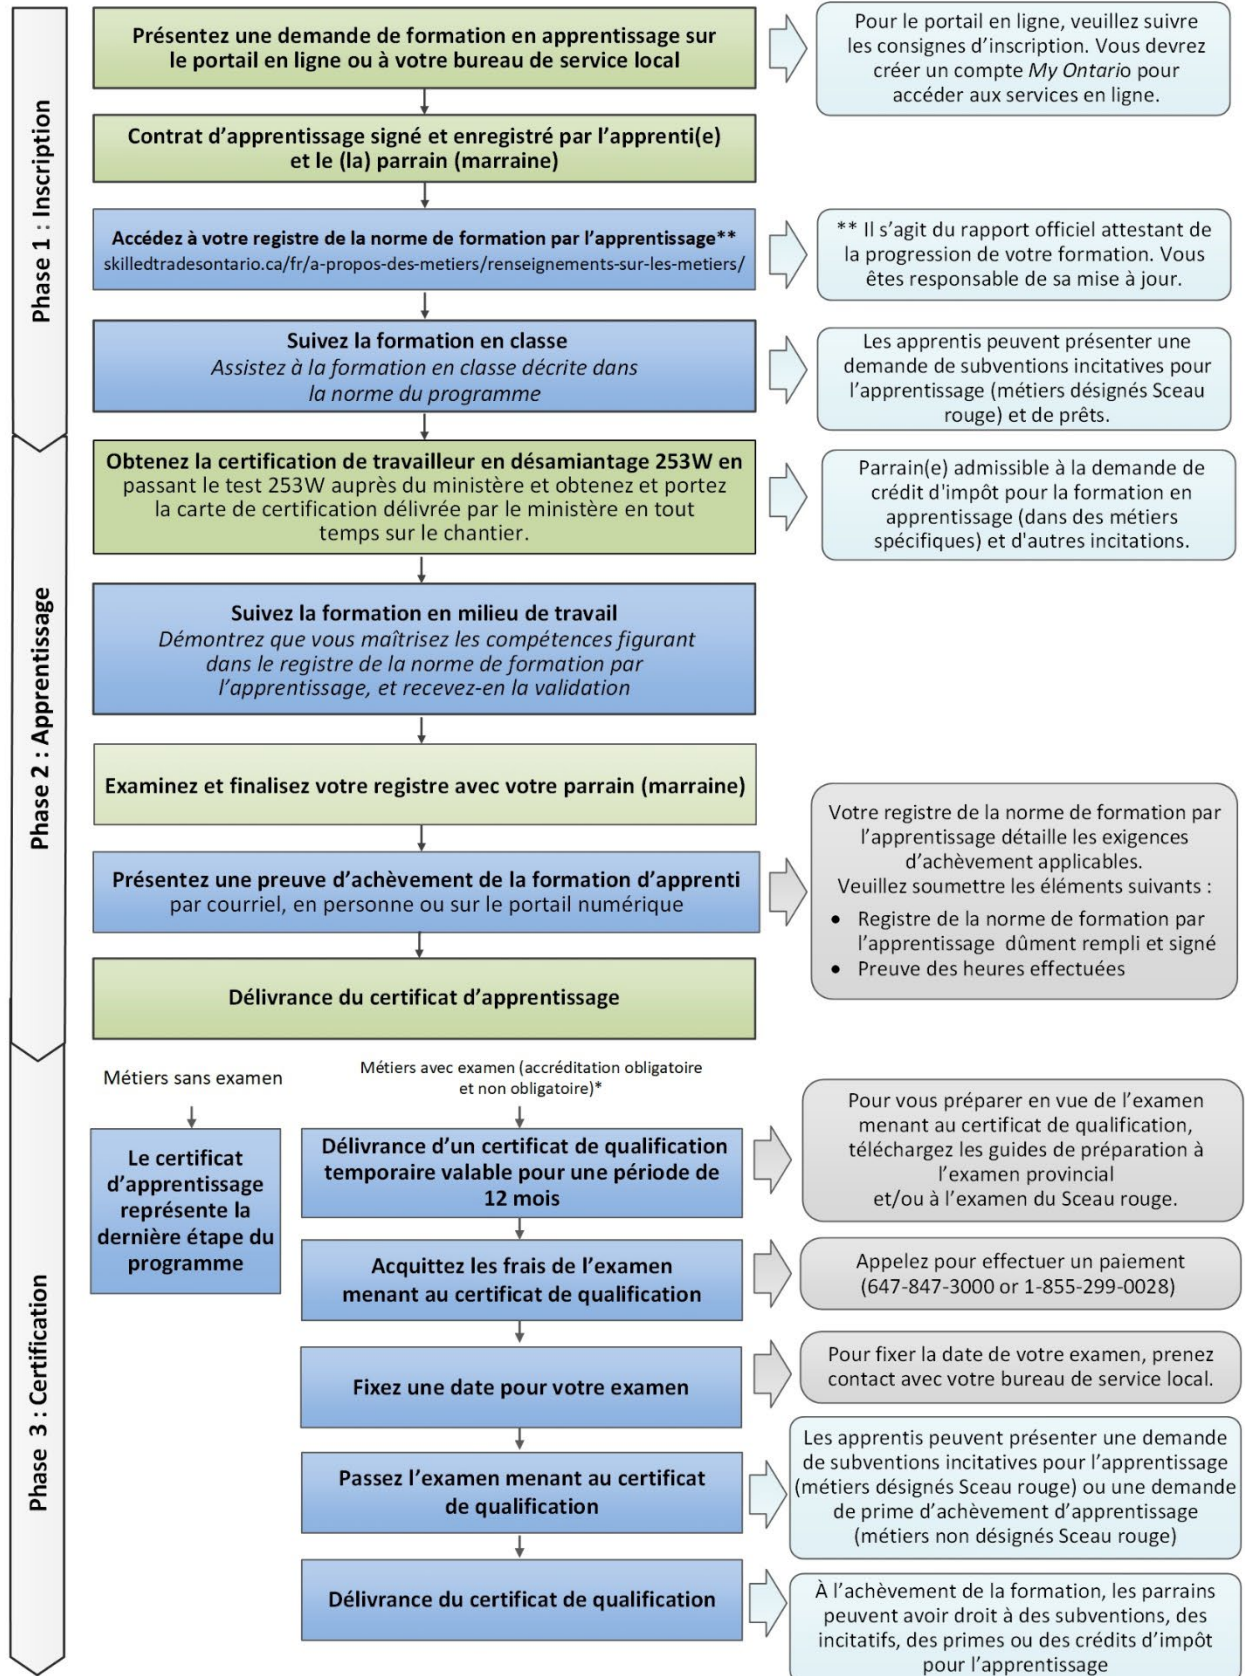 Phase 1 : Inscription
Présentez une demande de formation en apprentissage sur
le portail en ligne ou à votre bureau de service local
Pour le portail en ligne, veuillez suivre
les consignes d’inscription. Vous devrez
créer un compte My Ontario pour
accéder aux services en ligne.
Contrat d’apprentissage signé et enregistré par l’apprenti(e)
et le (la) parrain (marraine)
Accédez à votre registre de la norme de formation par l’apprentissage**
skilledtradesontario.ca/fr/a-propos-des-metiers/renseignements-sur-les-metiers/
** Il s’agit du rapport officiel attestant de
la progression de votre formation. Vous
êtes responsable de sa mise à jour.
Suivez la formation en classe
Assistez à la formation en classe décrite dans
la norme du programme
Les apprentis peuvent présenter une
demande de subventions incitatives pour
l’apprentissage (métiers désignés Sceau
rouge) et de prêts.
Phase 2 : Apprentissage
Obtenez la certification de travailleur en désamiantage 253W en
passant le test 253W auprès du ministère et obtenez et portez
la carte de certification délivrée par le ministère en tout
temps sur le chantier.
Parrain(e) admissible à la demande de
crédit d'impôt pour la formation en
apprentissage (dans des métiers
spécifiques) et d'autres incitations.
Suivez la formation en milieu de travail
Démontrez que vous maîtrisez les compétences figurant
dans le registre de la norme de formation par
l’apprentissage, et recevez-en la validation
Examinez et finalisez votre registre avec votre parrain (marraine)
Présentez une preuve d’achèvement de la formation d’apprenti
par courriel, en personne ou sur le portail numérique
Votre registre de la norme de formation par
l’apprentissage détaille les exigences
d’achèvement applicables.
Veuillez soumettre les éléments suivants :
• Registre de la norme de formation par
l’apprentissage dûment rempli et signé
• Preuve des heures effectuées
Délivrance du certificat d’apprentissage
Phase 3 : Certification
Métiers sans examen
Le certificat
d’apprentissage
représente la
dernière étape du
programme
Métiers avec examen (accréditation obligatoire
et non obligatoire)*
Délivrance d’un certificat de qualification
temporaire valable pour une période de
12 mois
Pour vous préparer en vue de l’examen
menant au certificat de qualification,
téléchargez les guides de préparation à
l’examen provincial
et/ou à l’examen du Sceau rouge.
Acquittez les frais de l’examen
menant au certificat de qualification
Appelez pour effectuer un paiement
(647-847-3000 or 1-855-299-0028)
Fixez une date pour votre examen
Pour fixer la date de votre examen, prenez
contact avec votre bureau de service local.
Passez l’examen menant au certificat
de qualification
Les apprentis peuvent présenter une demande
de subventions incitatives pour l’apprentissage
(métiers désignés Sceau rouge) ou une demande
de prime d’achèvement d’apprentissage
(métiers non désignés Sceau rouge)
Délivrance du certificat de qualification
À l’achèvement de la formation, les parrains
peuvent avoir droit à des subventions, des
incitatifs, des primes ou des crédits d’impôt
pour l’apprentissage